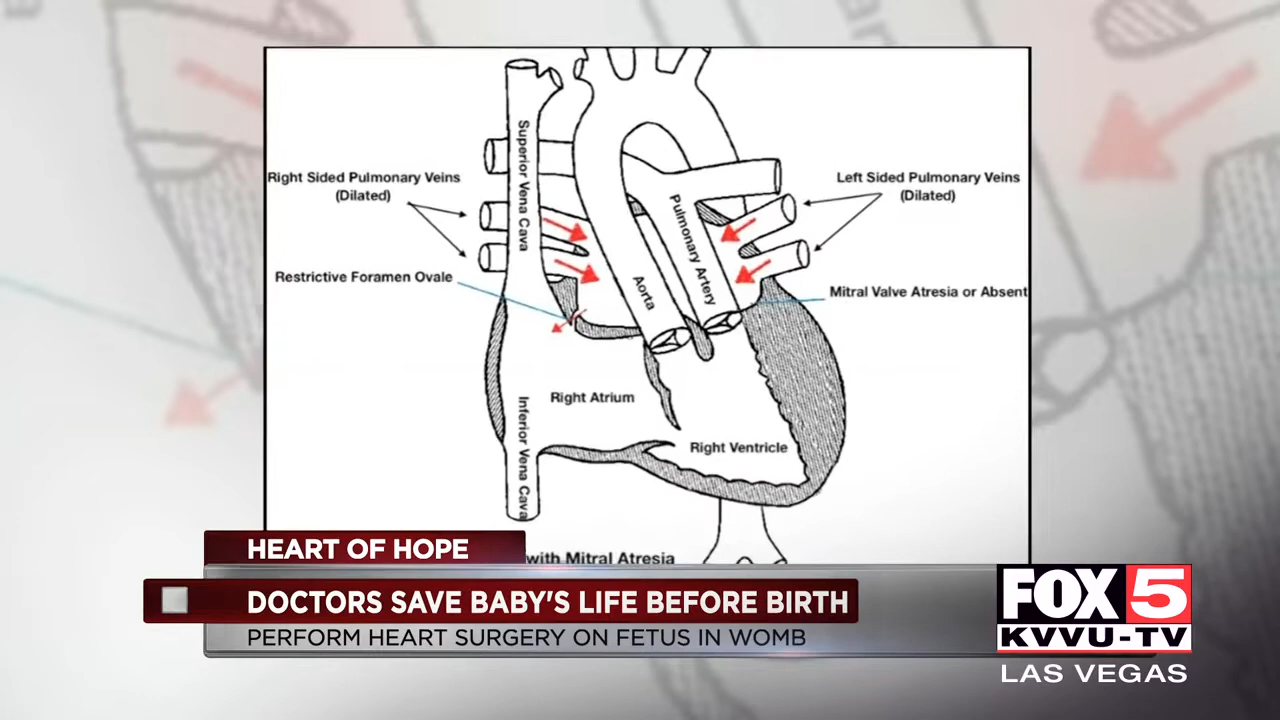 Superior Vena Cava
Right Sided Pulmonary Veins
(Dilated)
Left Sided Pulmonary Veins
(Dilated)
Pulmonary Artery
Restrictive Foramen Ovale
Aorta
Mitral Valve Atresia or Absent
Right Atrium
Inferior Vena Cava
Right Ventricle
with Mitral Atresia
HEART OF HOPE
DOCTORS SAVE BABY'S LIFE BEFORE BIRTH
PERFORM HEART SURGERY ON FETUS IN WOMB
FOX 5
KVVU-TV
LAS VEGAS